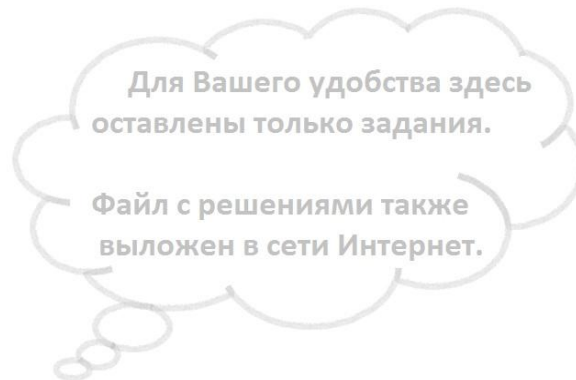 Для Вашего удобства здесь
оставлены только задания.
Файл с решениями также
выложен в сети Интернет.